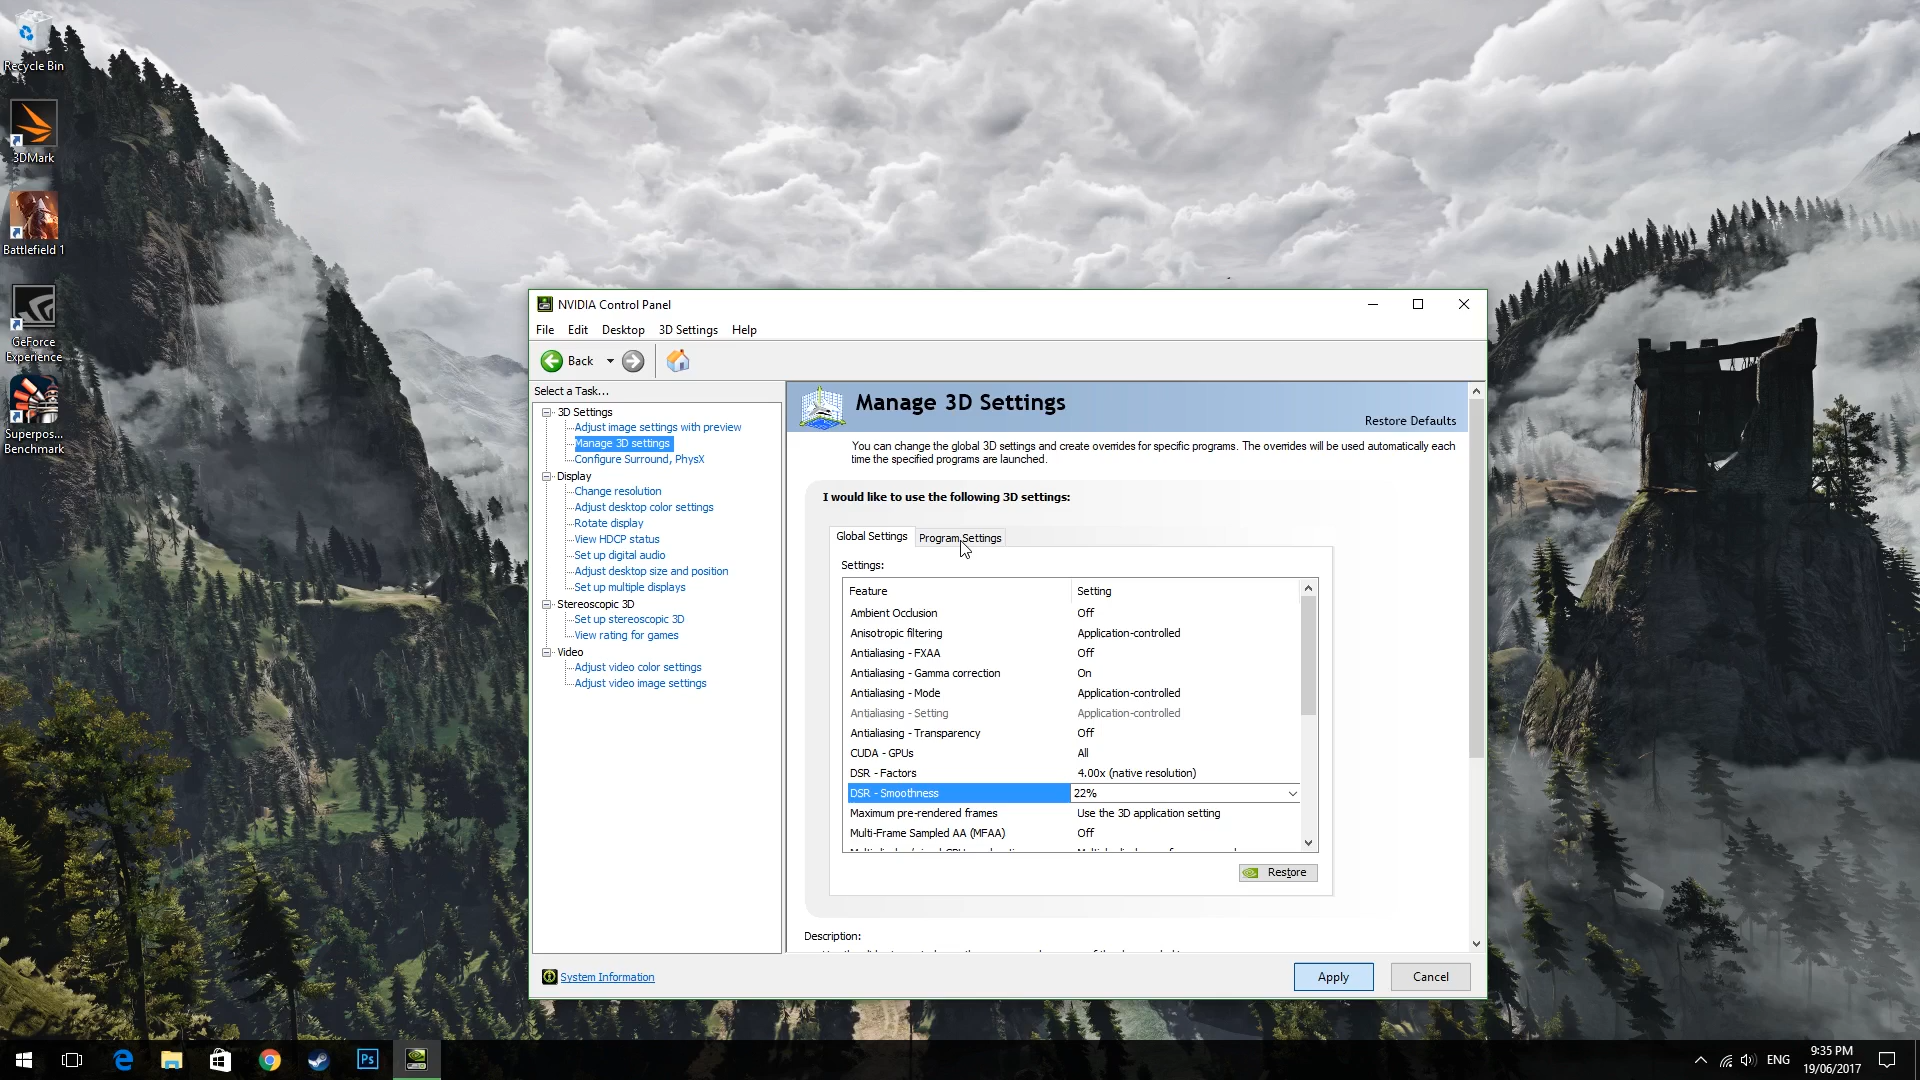 Recycle Bin
3DMark
Battlefield 1
GeForce
Experience
Superpos...
Benchmark
NVIDIA Control Panel
File Edit Desktop 3D Settings Help
Back
Select a Task...
3D Settings
Adjust image settings with preview
Manage 3D settings
Configure Surround, PhysX
Display
Change resolution
Adjust desktop color settings
Rotate display
View HDCP status
Set up digital audio
Adjust desktop size and position
Set up multiple displays
Stereoscopic 3D
Set up stereoscopic 3D
View rating for games
Video
Adjust video color settings
Adjust video image settings
System Information
Manage 3D Settings
Restore Defaults
You can change the global 3D settings and create overrides for specific programs. The overrides will be used automatically each
time the specified programs are launched.
I would like to use the following 3D settings:
Global Settings Program Settings
Settings:
Feature Setting
Ambient Occlusion Off
Anisotropic filtering Application-controlled
Antialiasing - FXAA Off
Antialiasing - Gamma correction On
Antialiasing - Mode Application-controlled
Antialiasing - Setting Application-controlled
Antialiasing - Transparency Off
CUDA - GPUs All
DSR - Factors 4.00x (native resolution)
DSR - Smoothness 22%
Maximum pre-rendered frames Use the 3D application setting
Multi-Frame Sampled AA (MFAA) Off
Restore
Description:
Apply Cancel
Ps
ENG
9:35 PM
19/06/2017